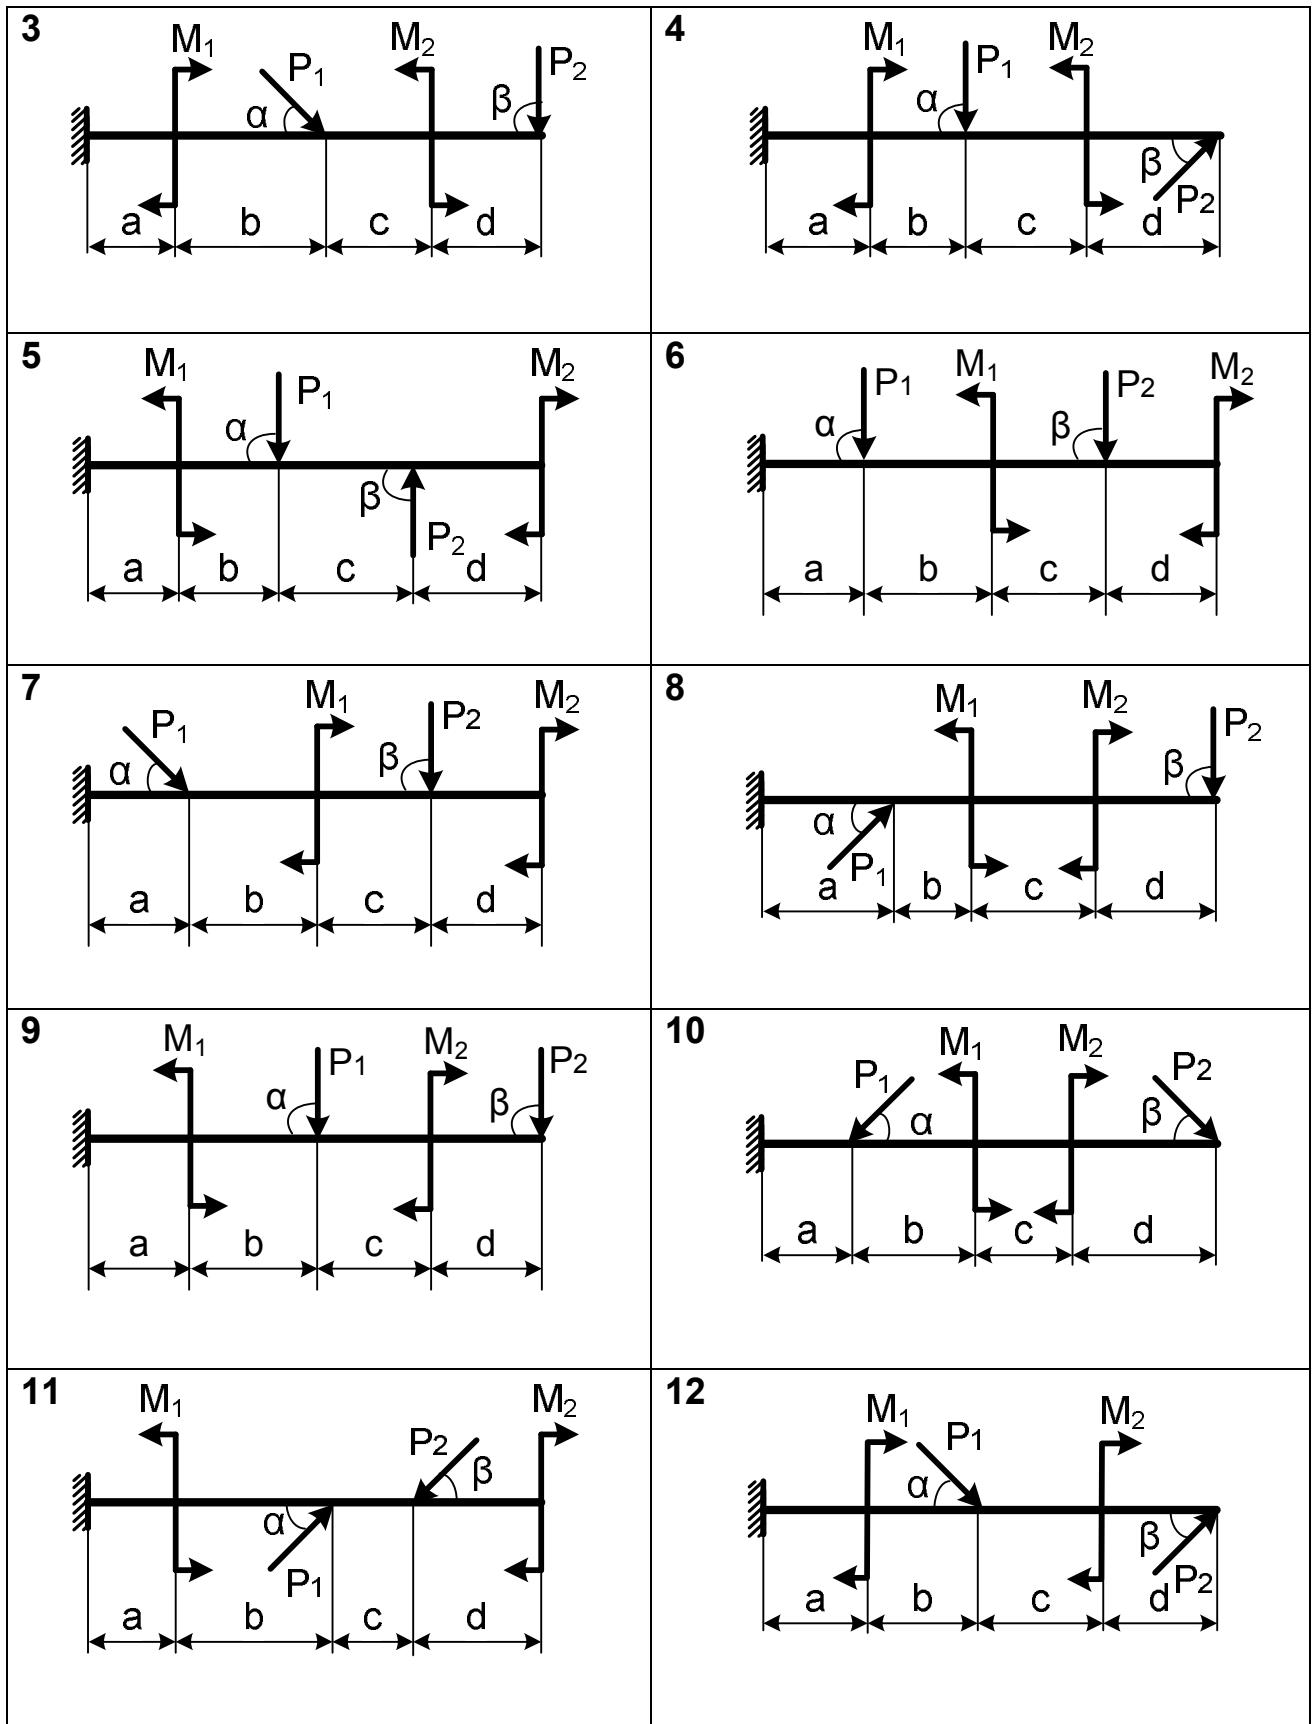 3
M₁ P₁ M₂ P₂
α β
a b c d
4
M₁ P₁ M₂
α β P₂
a b c d
5
M₁ P₁ M₂
α β P₂
a b c d
6
P₁ M₁ P₂ M₂
α β
a b c d
7
P₁ M₁ P₂ M₂
α β
a b c d
8
M₁ M₂ P₂
α P₁ β
a b c d
9
M₁ P₁ M₂ P₂
α β
a b c d
10
P₁ M₁ M₂ P₂
α β
a b c d
11
M₁ P₂ M₂
β
α P₁
a b c d
12
M₁ P₁ M₂
α β P₂
a b c d